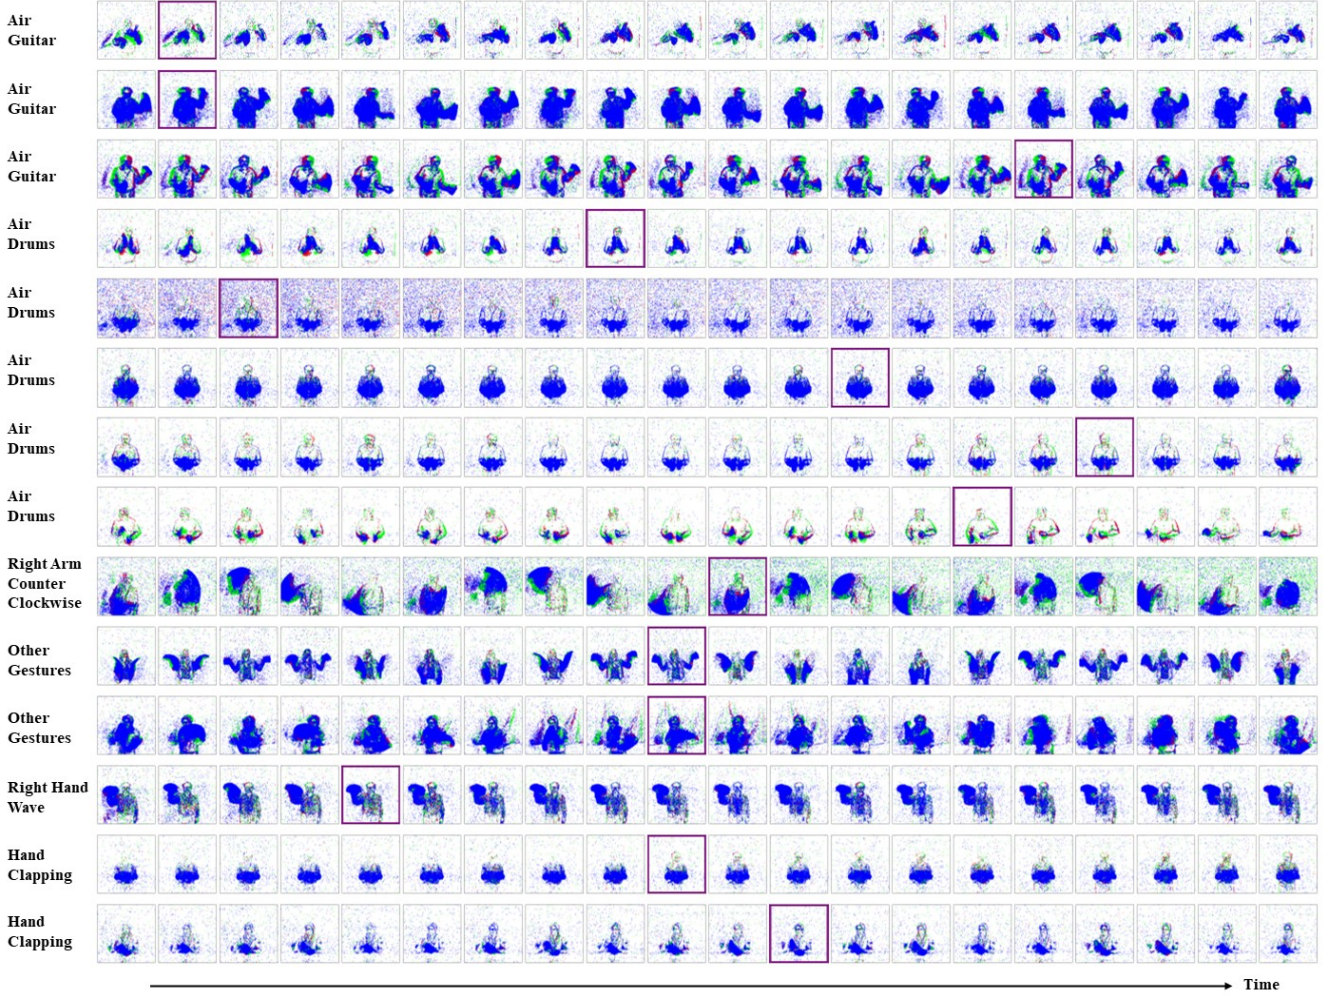 Air
Guitar
Air
Guitar
Air
Guitar
Air
Drums
Air
Drums
Air
Drums
Air
Drums
Air
Drums
Right Arm
Counter
Clockwise
Other
Gestures
Other
Gestures
Right Hand
Wave
Hand
Clapping
Hand
Clapping
Time